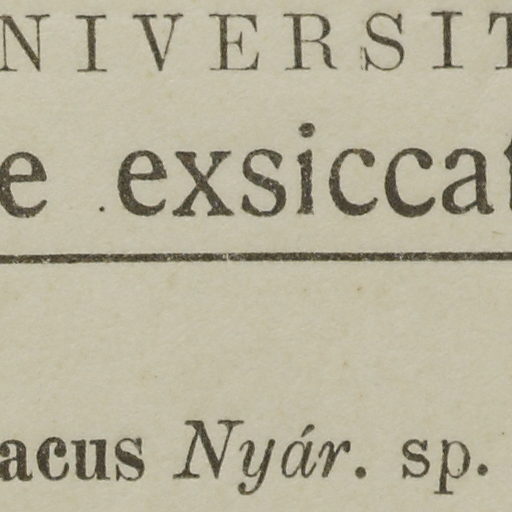 NIVERSIT
e exsiccat
acus Nyár. sp.